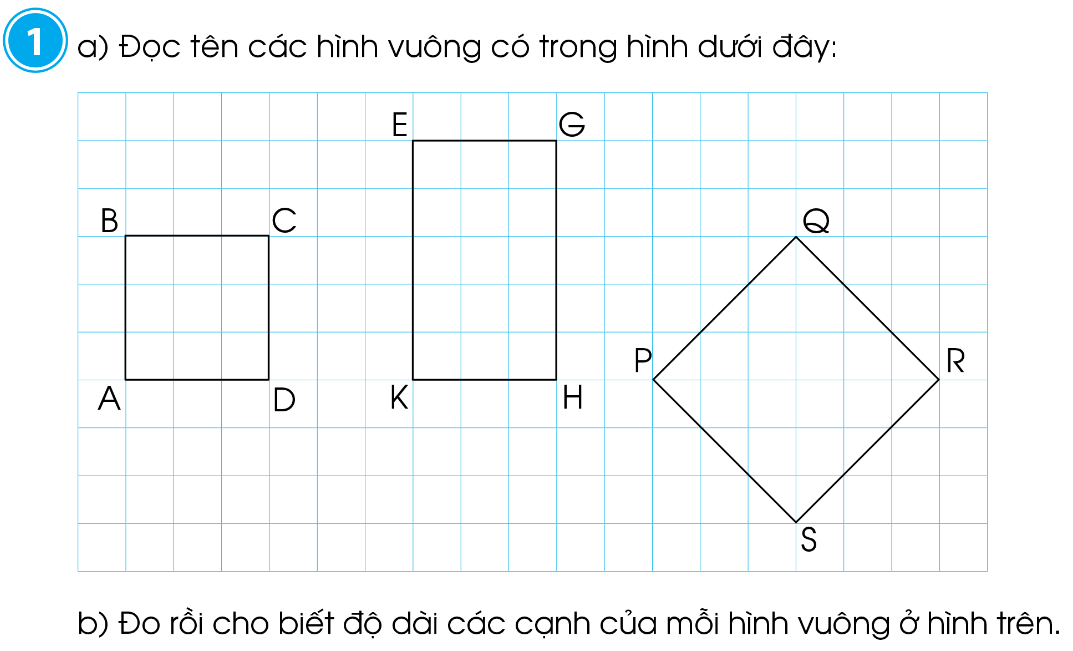 1 a) Đọc tên các hình vuông có trong hình dưới đây:
E G
B C
Q
P R
A D K H
S
b) Đo rồi cho biết độ dài các cạnh của mỗi hình vuông ở hình trên.